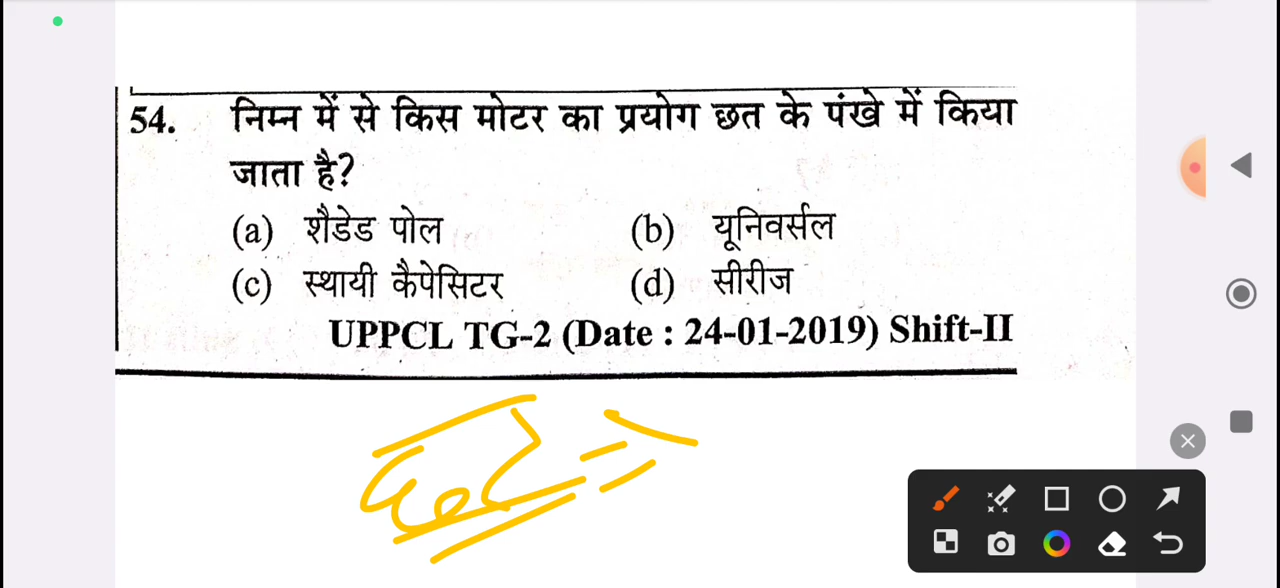 54. निम्न में से किस मोटर का प्रयोग छत के पंखे में किया
जाता है?
(a) शैडेड पोल (b) यूनिवर्सल
(c) स्थायी कैपेसिटर (d) सीरीज
UPPCL TG-2 (Date : 24-01-2019) Shift-II